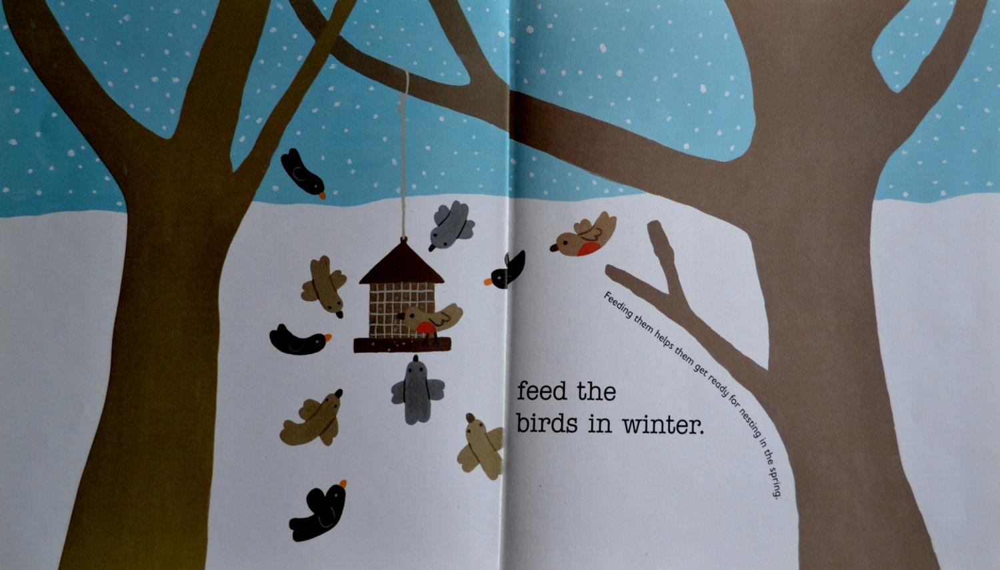 feed the
birds in winter.
Feeding them helps them get ready for nesting in the spring.